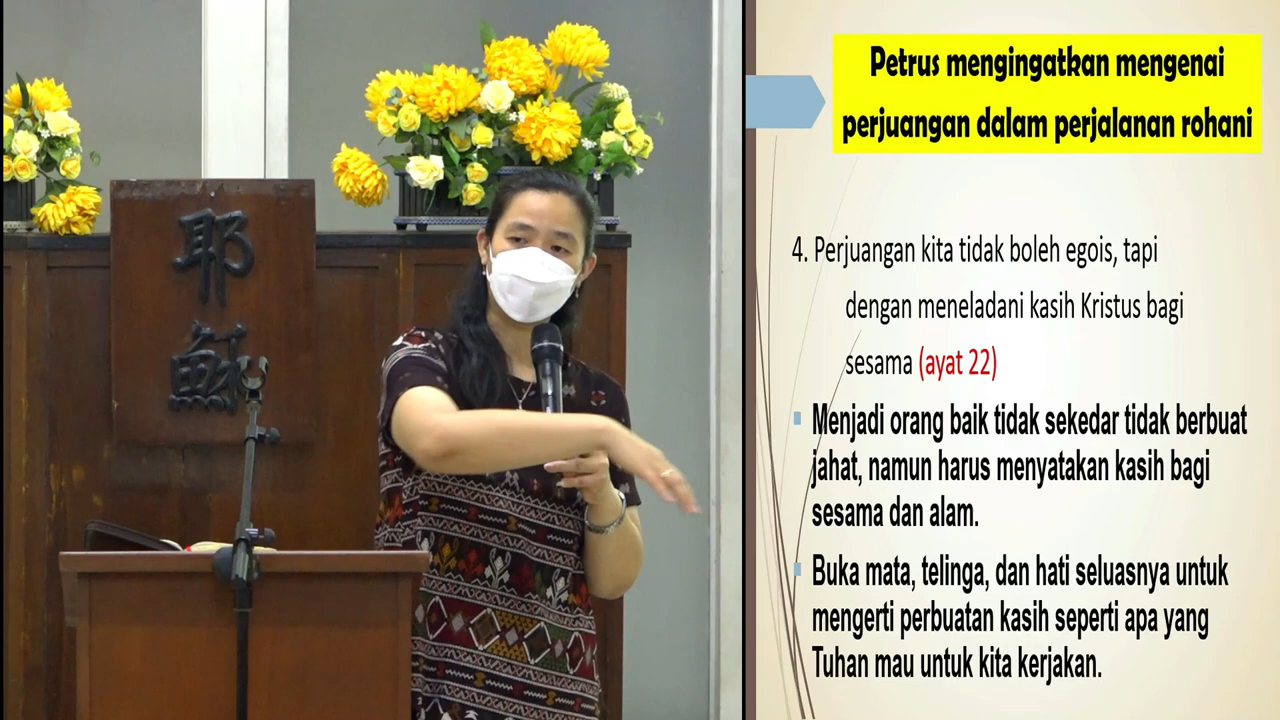 耶
穌
Petrus mengingatkan mengenai
perjuangan dalam perjalanan rohani
4. Perjuangan kita tidak boleh egois, tapi
dengan meneladani kasih Kristus bagi
sesama (ayat 22)
Menjadi orang baik tidak sekedar tidak berbuat
jahat, namun harus menyatakan kasih bagi
sesama dan alam.
Buka mata, telinga, dan hati seluasnya untuk
mengerti perbuatan kasih seperti apa yang
Tuhan mau untuk kita kerjakan.